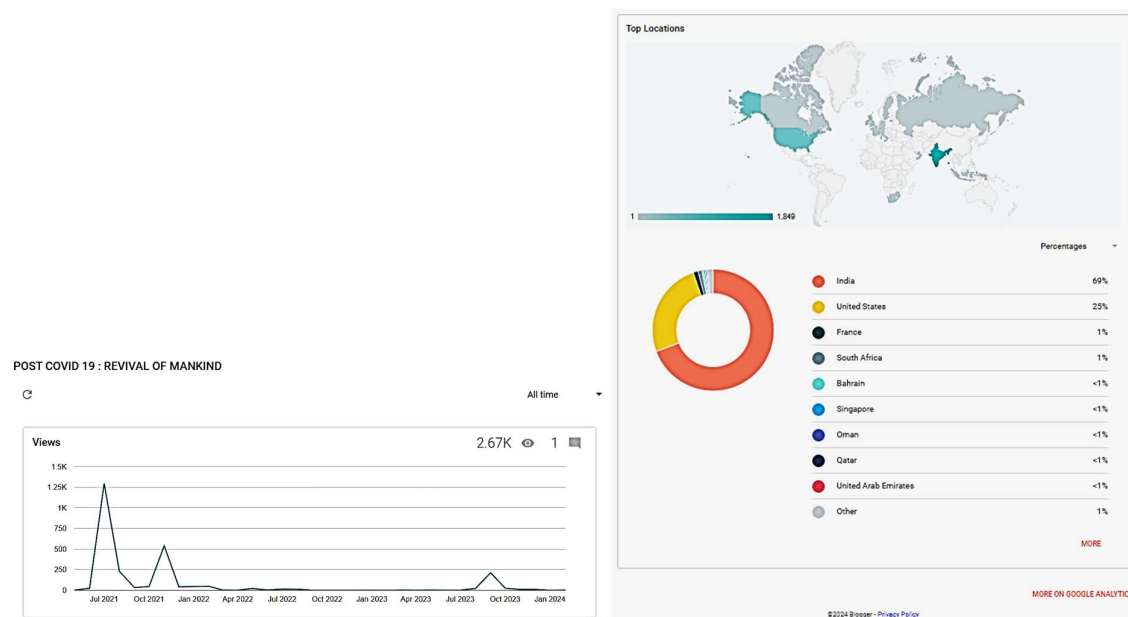 POST COVID 19 : REVIVAL OF MANKIND
All time
Views
2.67K 1
1.5K
1.25K
1K
750
500
250
0
Jul 2021 Oct 2021 Jan 2022 Apr 2022 Jul 2022 Oct 2022 Jan 2023 Apr 2023 Jul 2023 Oct 2023 Jan 2024
Top Locations
1 1,849
Percentages
India 69%
United States 25%
France 1%
South Africa 1%
Bahrain <1%
Singapore <1%
Oman <1%
Qatar <1%
United Arab Emirates <1%
Other 1%
MORE
MORE ON GOOGLE ANALYTIC
©2024 Blogger - Privacy Policy